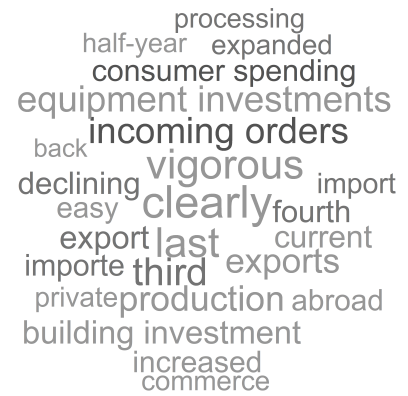 processing
half-year expanded
consumer spending
equipment investments
incoming orders
back vigorous
declining import
easy clearly fourth
export last current
importe third exports
private production abroad
building investment
increased
commerce